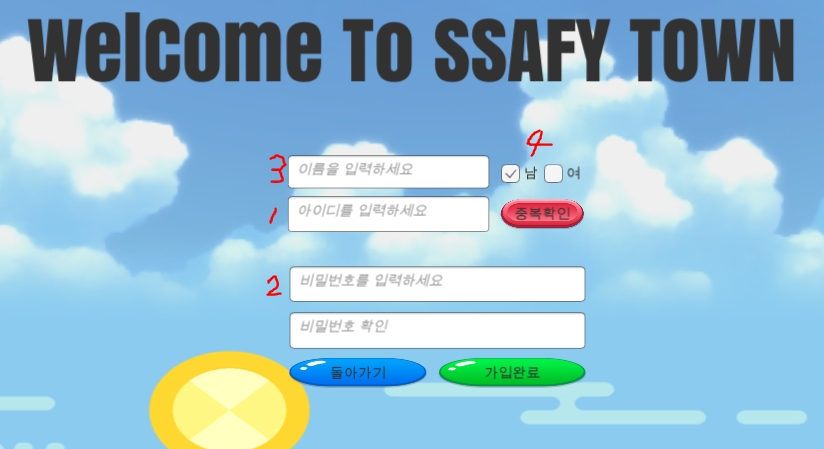 Welcome To SSAFY TOWN
4
3 이름을 입력하세요 남 여
1 아이디를 입력하세요 중복확인
2 비밀번호를 입력하세요
비밀번호 확인
돌아가기 가입완료